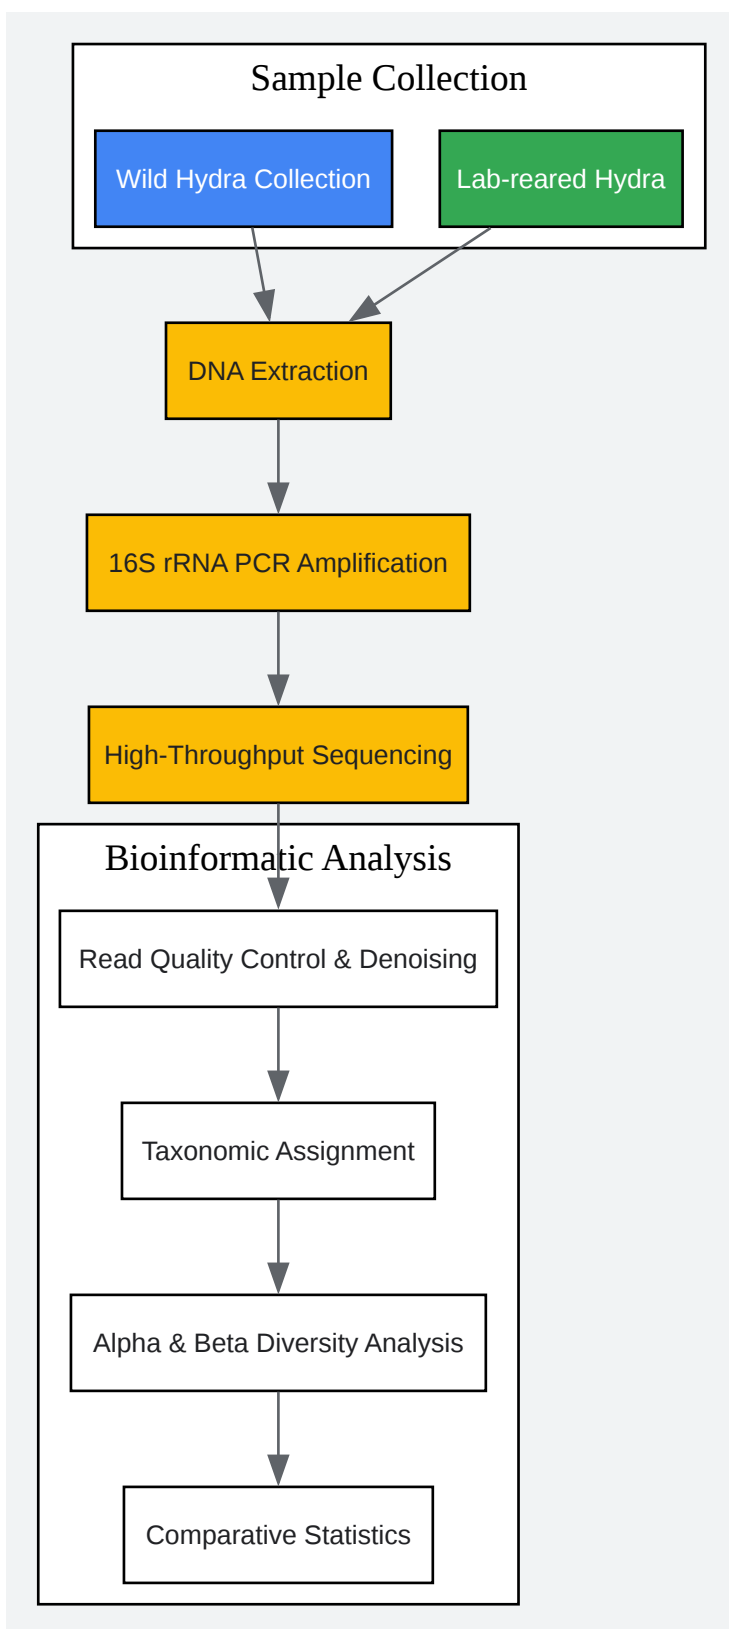 Sample Collection
Wild Hydra Collection
Lab-reared Hydra
DNA Extraction
16S rRNA PCR Amplification
High-Throughput Sequencing
Bioinformatic Analysis
Read Quality Control & Denoising
Taxonomic Assignment
Alpha & Beta Diversity Analysis
Comparative Statistics